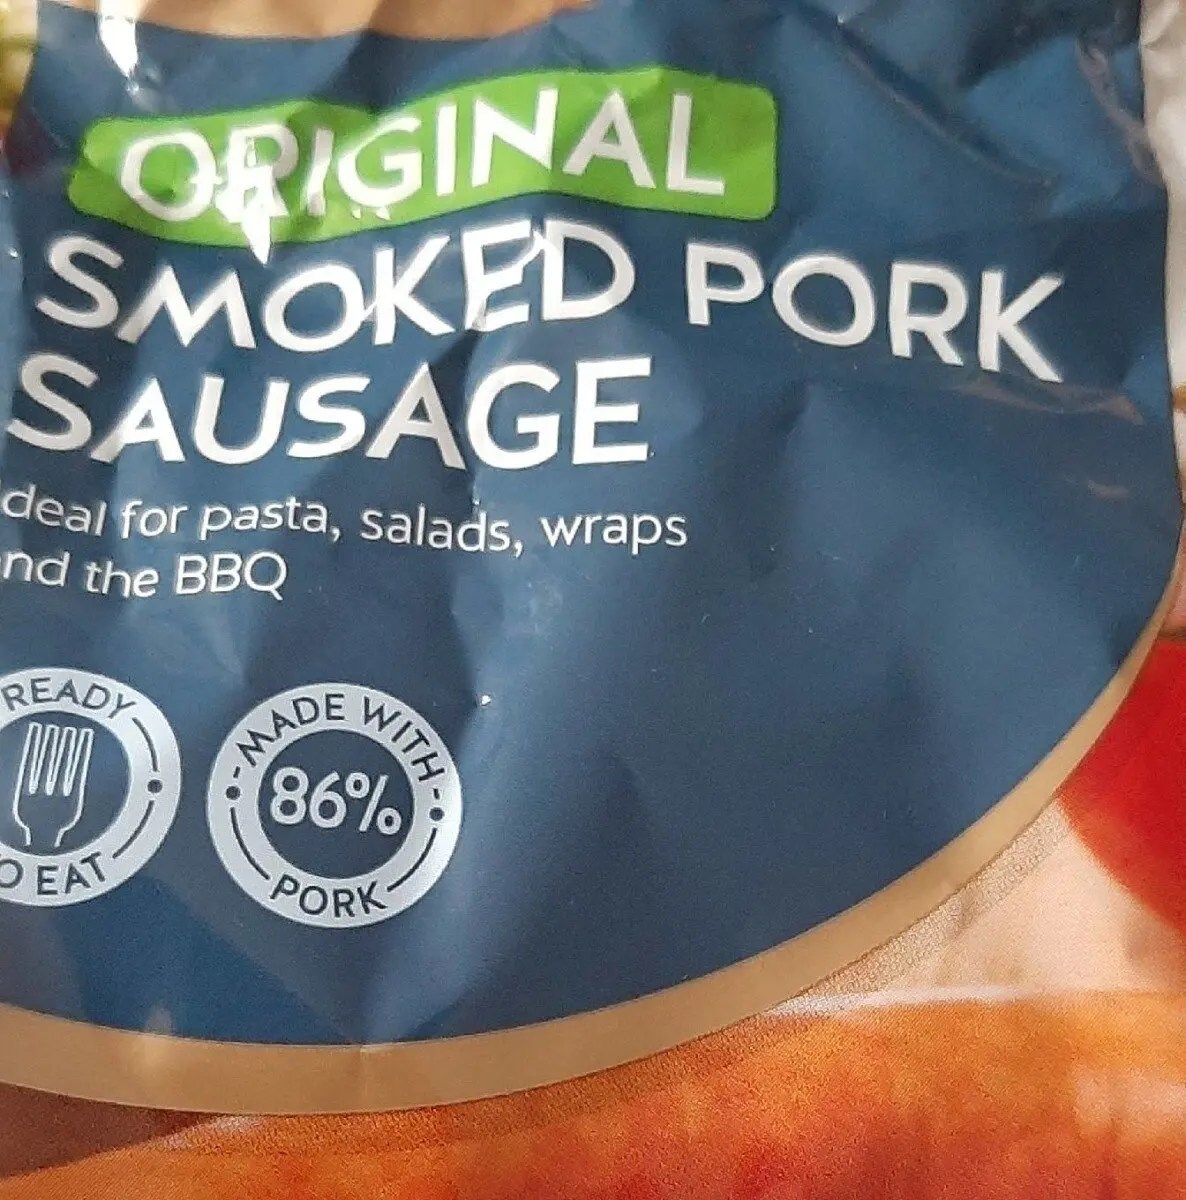 ORIGINAL
SMOKED PORK
SAUSAGE
deal for pasta, salads, wraps
nd the BBQ
READY
O EAT
MADE WITH
86%
PORK